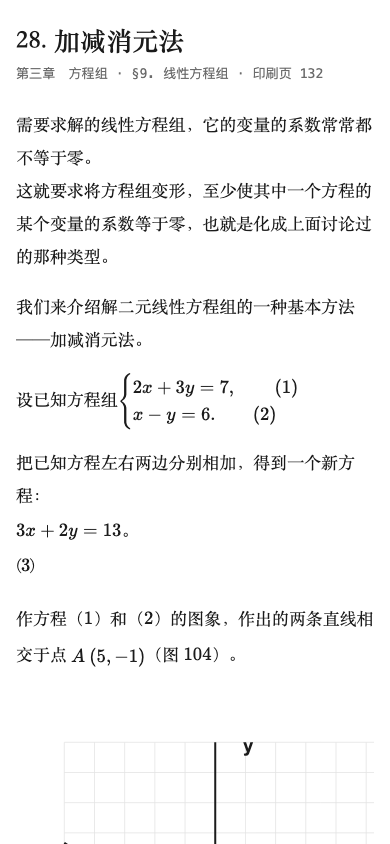 28. 加减消元法
第三章 方程组 · §9. 线性方程组 · 印刷页 132
需要求解的线性方程组，它的变量的系数常常都
不等于零。
这就要求将方程组变形，至少使其中一个方程的
某个变量的系数等于零，也就是化成上面讨论过
的那种类型。
我们来介绍解二元线性方程组的一种基本方法
——加减消元法。
设已知方程组 { 2x + 3y = 7, (1)
x − y = 6. (2)
把已知方程左右两边分别相加，得到一个新方
程：
3x + 2y = 13。
(3)
作方程（1）和（2）的图象，作出的两条直线相
交于点 A (5, −1)（图 104）。
y